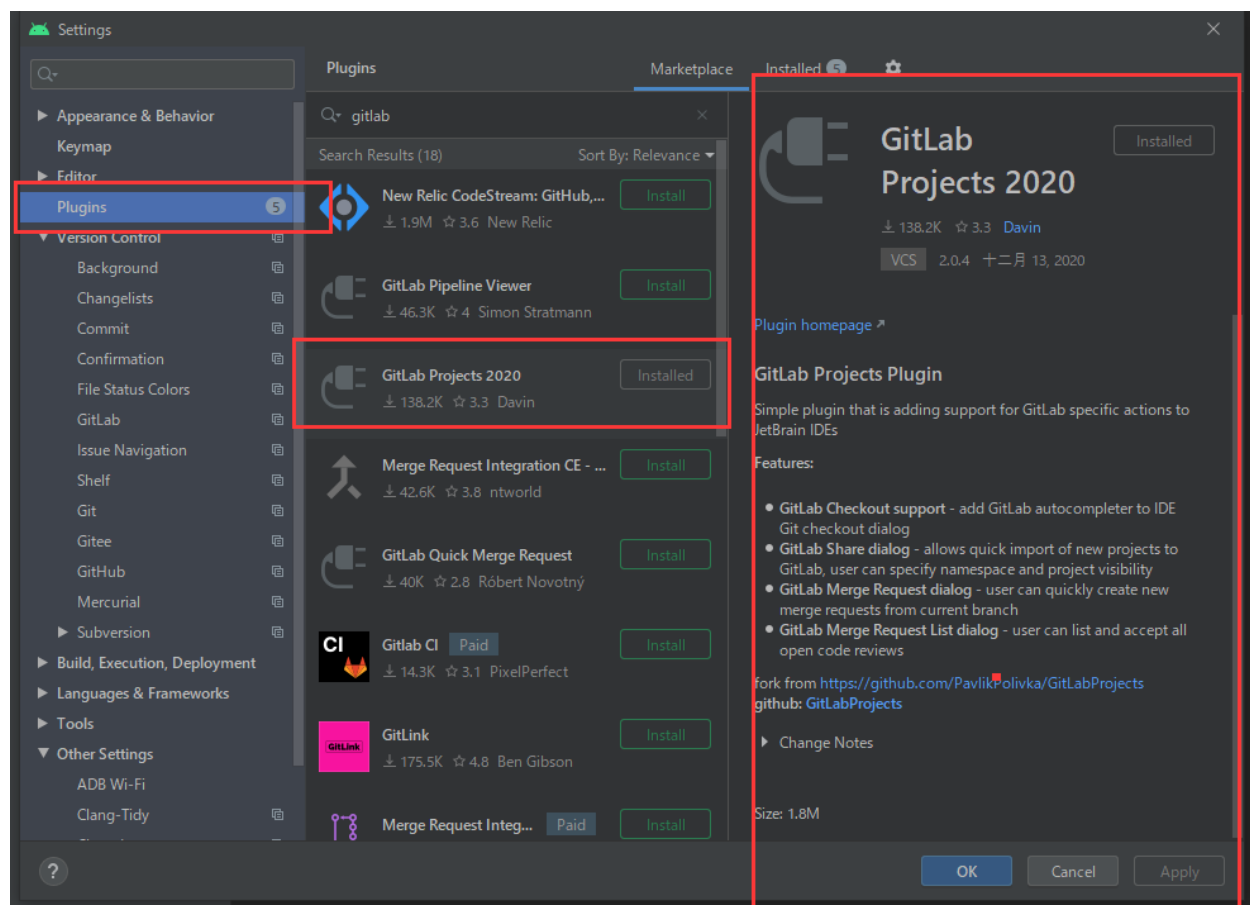 Settings
Appearance & Behavior
Keymap
Editor
Plugins 5
Version Control
Background
Changelists
Commit
Confirmation
File Status Colors
GitLab
Issue Navigation
Shelf
Git
Gitee
GitHub
Mercurial
Subversion
Build, Execution, Deployment
Languages & Frameworks
Tools
Other Settings
ADB Wi-Fi
Clang-Tidy
?
Plugins
Marketplace
Installed 5
gitlab
Search Results (18) Sort By: Relevance
New Relic CodeStream: GitHub,... Install
1.9M 3.6 New Relic
GitLab Pipeline Viewer Install
46.3K 4 Simon Stratmann
GitLab Projects 2020 Installed
138.2K 3.3 Davin
Merge Request Integration CE - ... Install
42.6K 3.8 ntworld
GitLab Quick Merge Request Install
40K 2.8 Róbert Novotný
CI Gitlab CI Paid Install
14.3K 3.1 PixelPerfect
GitLink GitLink Install
175.5K 4.8 Ben Gibson
Merge Request Integ... Paid Install
GitLab Installed
Projects 2020
138.2K 3.3 Davin
VCS 2.0.4 十二月 13, 2020
Plugin homepage
GitLab Projects Plugin
Simple plugin that is adding support for GitLab specific actions to
JetBrain IDEs
Features:
GitLab Checkout support - add GitLab autocompleter to IDE
Git checkout dialog
GitLab Share dialog - allows quick import of new projects to
GitLab, user can specify namespace and project visibility
GitLab Merge Request dialog - user can quickly create new
merge requests from current branch
GitLab Merge Request List dialog - user can list and accept all
open code reviews
fork from https://github.com/PavlikPolivka/GitLabProjects
github: GitLabProjects
Change Notes
Size: 1.8M
OK Cancel Apply